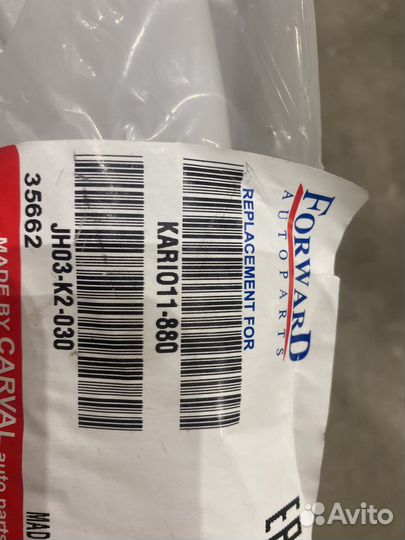 FORWARD
AUTOPARTS
REPLACEMENT FOR
KARIO11-880
JH03-K2-030
35662
MADE BY CARVAL auto parts
MAD
Avito